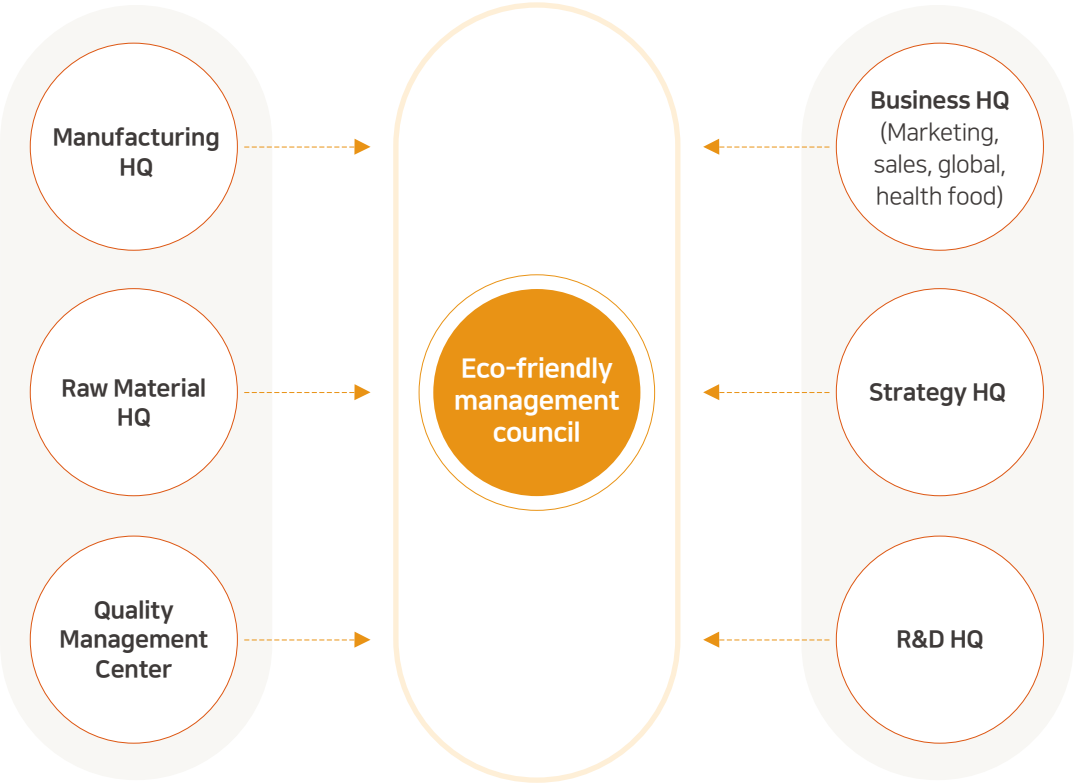 Manufacturing
HQ
Raw Material
HQ
Quality
Management
Center
Eco-friendly
management
council
Business HQ
(Marketing,
sales, global,
health food)
Strategy HQ
R&D HQ